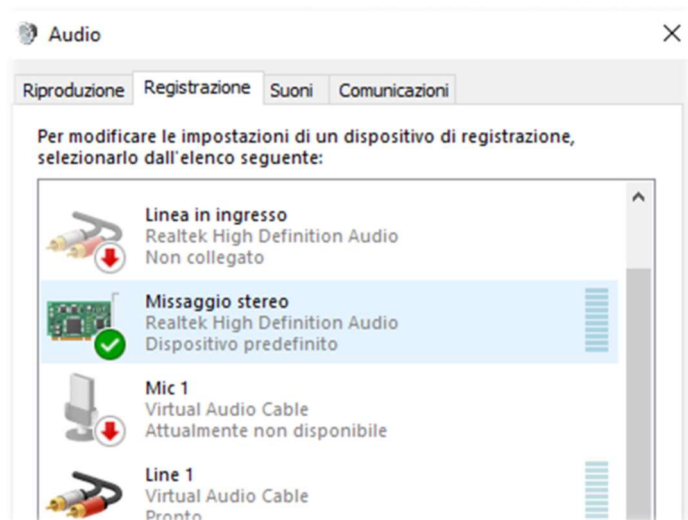 Audio
Riproduzione Registrazione Suoni Comunicazioni
Per modificare le impostazioni di un dispositivo di registrazione,
selezionarlo dall'elenco seguente:
Linea in ingresso
Realtek High Definition Audio
Non collegato
Missaggio stereo
Realtek High Definition Audio
Dispositivo predefinito
Mic 1
Virtual Audio Cable
Attualmente non disponibile
Line 1
Virtual Audio Cable
Pronto